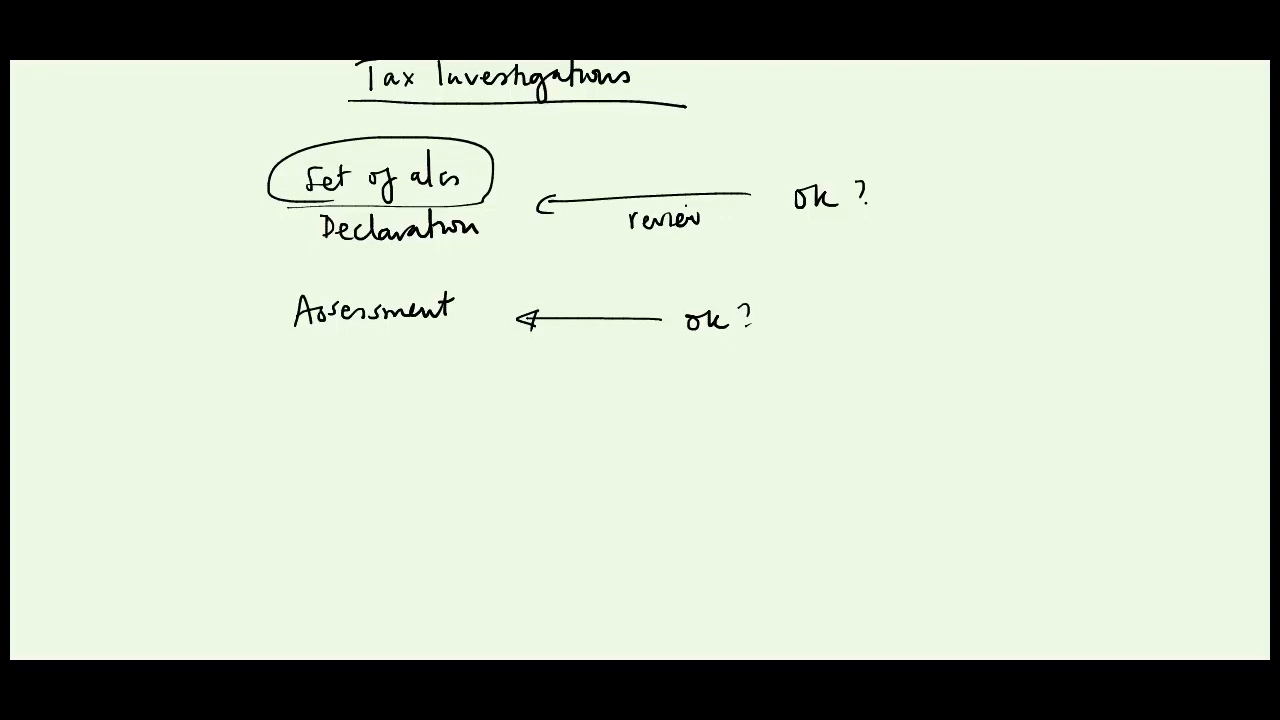 Tax Investigations
Set of a/cs
Declaration
review
ok ?
Assessment
ok ?